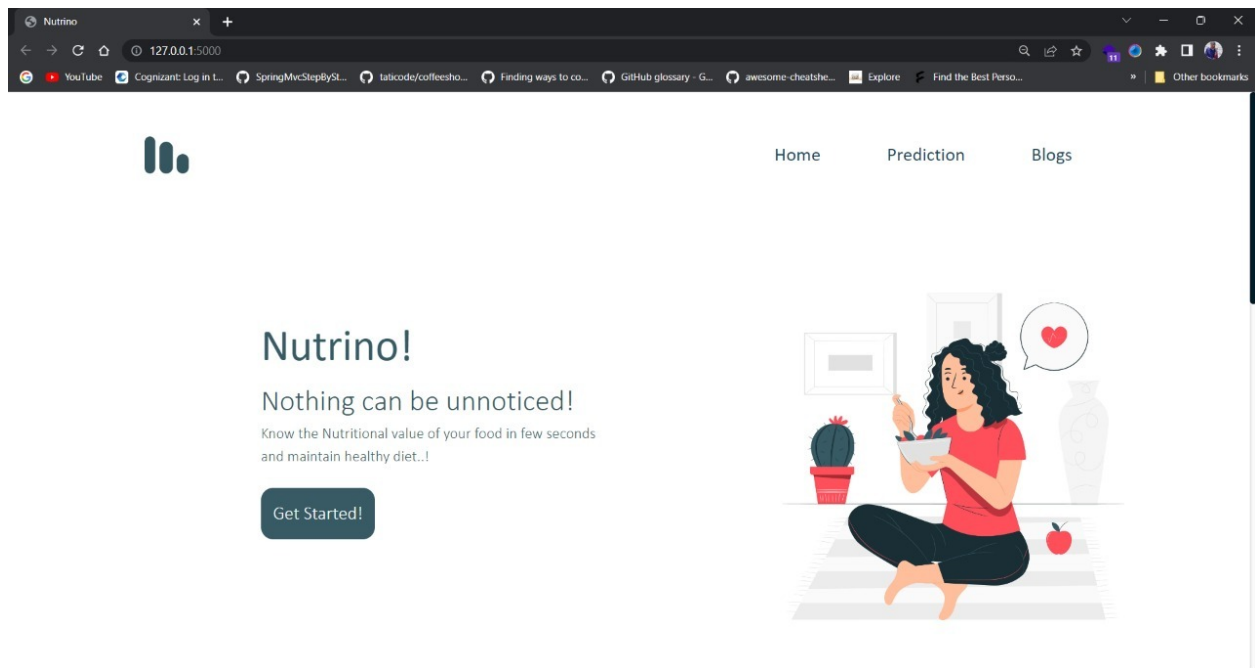 Nutrino
127.0.0.1:5000
11
YouTube
Cognizant: Log in t...
SpringMvcStepBySt...
taticode/coffeesho...
Finding ways to co...
GitHub glossary - G...
awesome-cheatshe...
Explore
Find the Best Perso...
»
Other bookmarks
Home
Prediction
Blogs
Nutrino!
Nothing can be unnoticed!
Know the Nutritional value of your food in few seconds
and maintain healthy diet..!
Get Started!